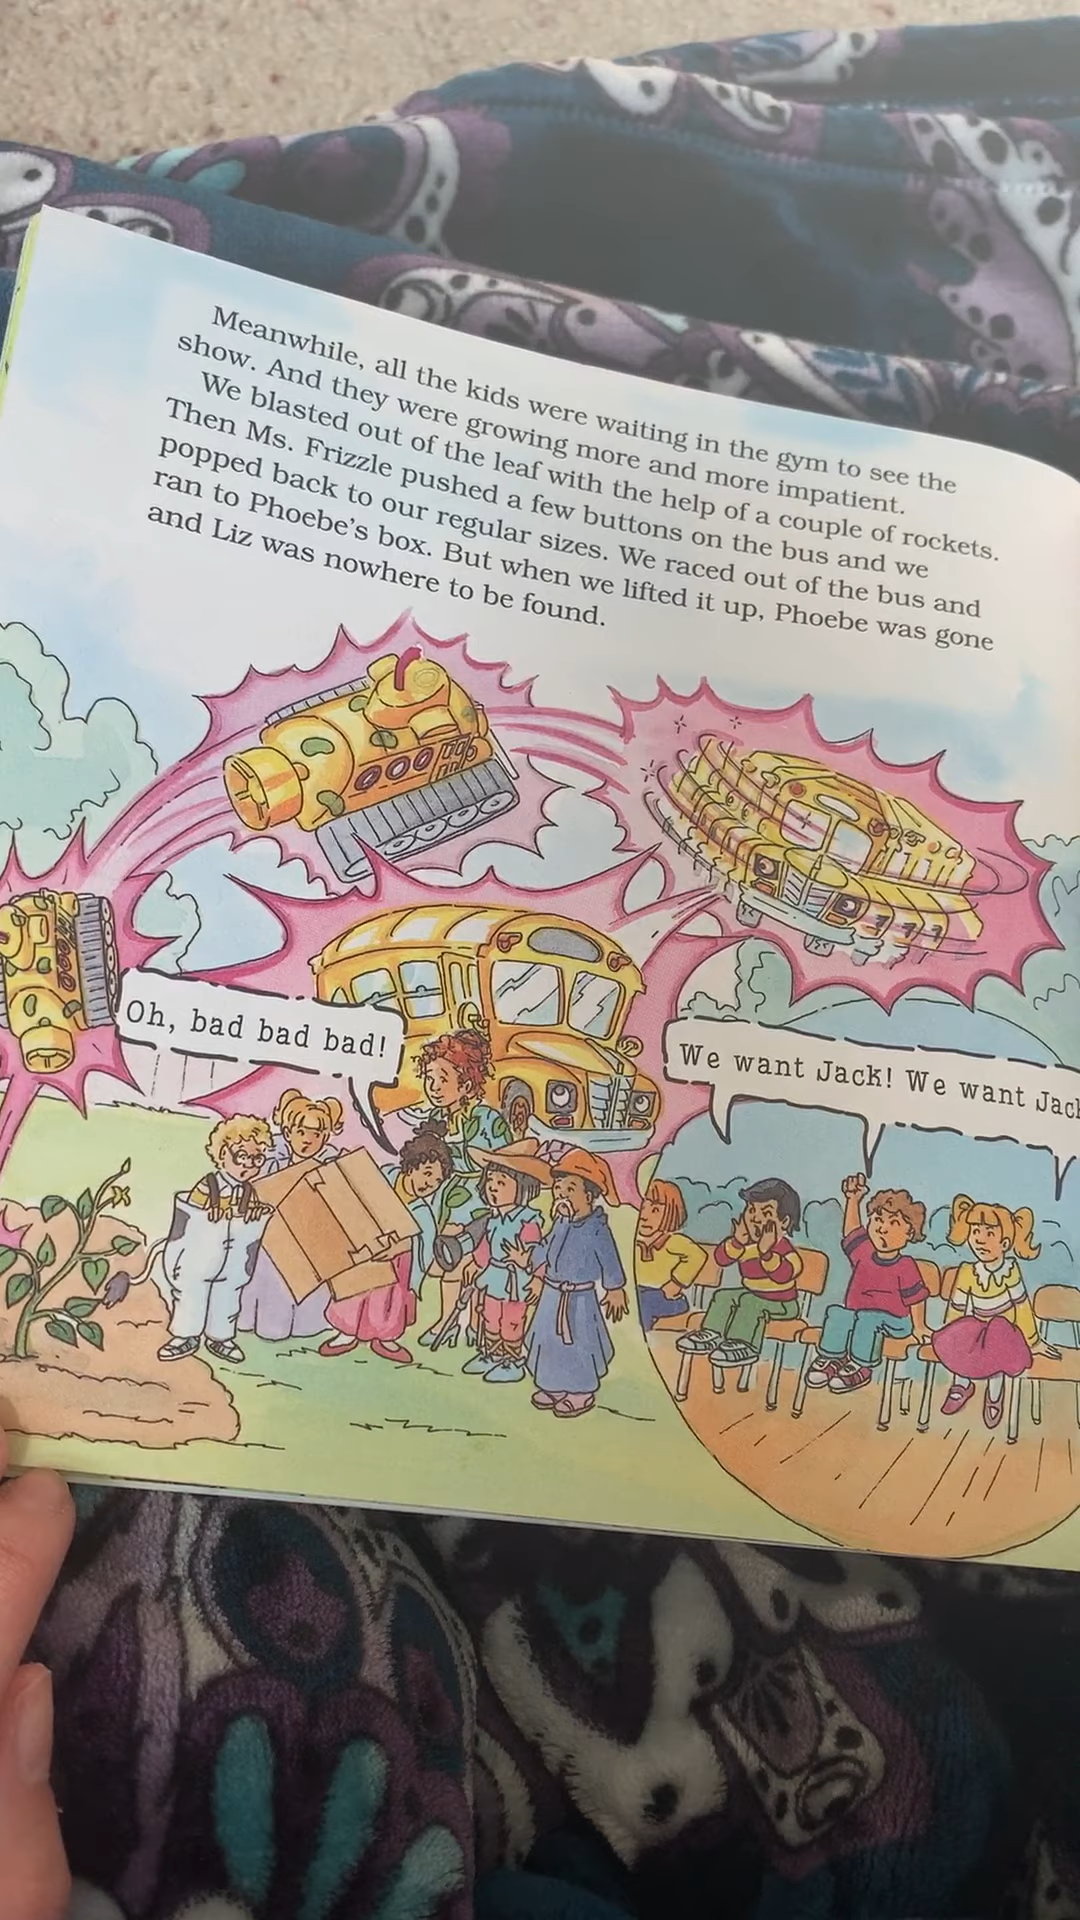 Meanwhile, all the kids were waiting in the gym to see the
show. And they were growing more and more impatient.
We blasted out of the leaf with the help of a couple of rockets.
Then Ms. Frizzle pushed a few buttons on the bus and we
popped back to our regular sizes. We raced out of the bus and
ran to Phoebe's box. But when we lifted it up, Phoebe was gone
and Liz was nowhere to be found.
Oh, bad bad bad!
We want Jack! We want Jac